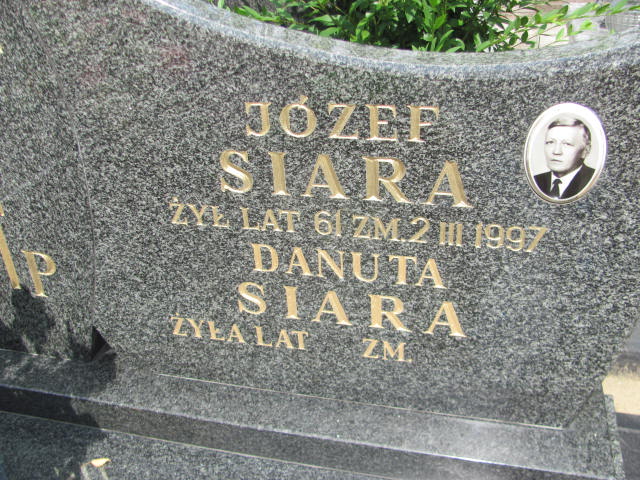 JÓZEF
SIARA
ŻYŁ LAT 61 ZM. 2 III 1997
DANUTA
SIARA
ŻYŁA LAT ZM.
P